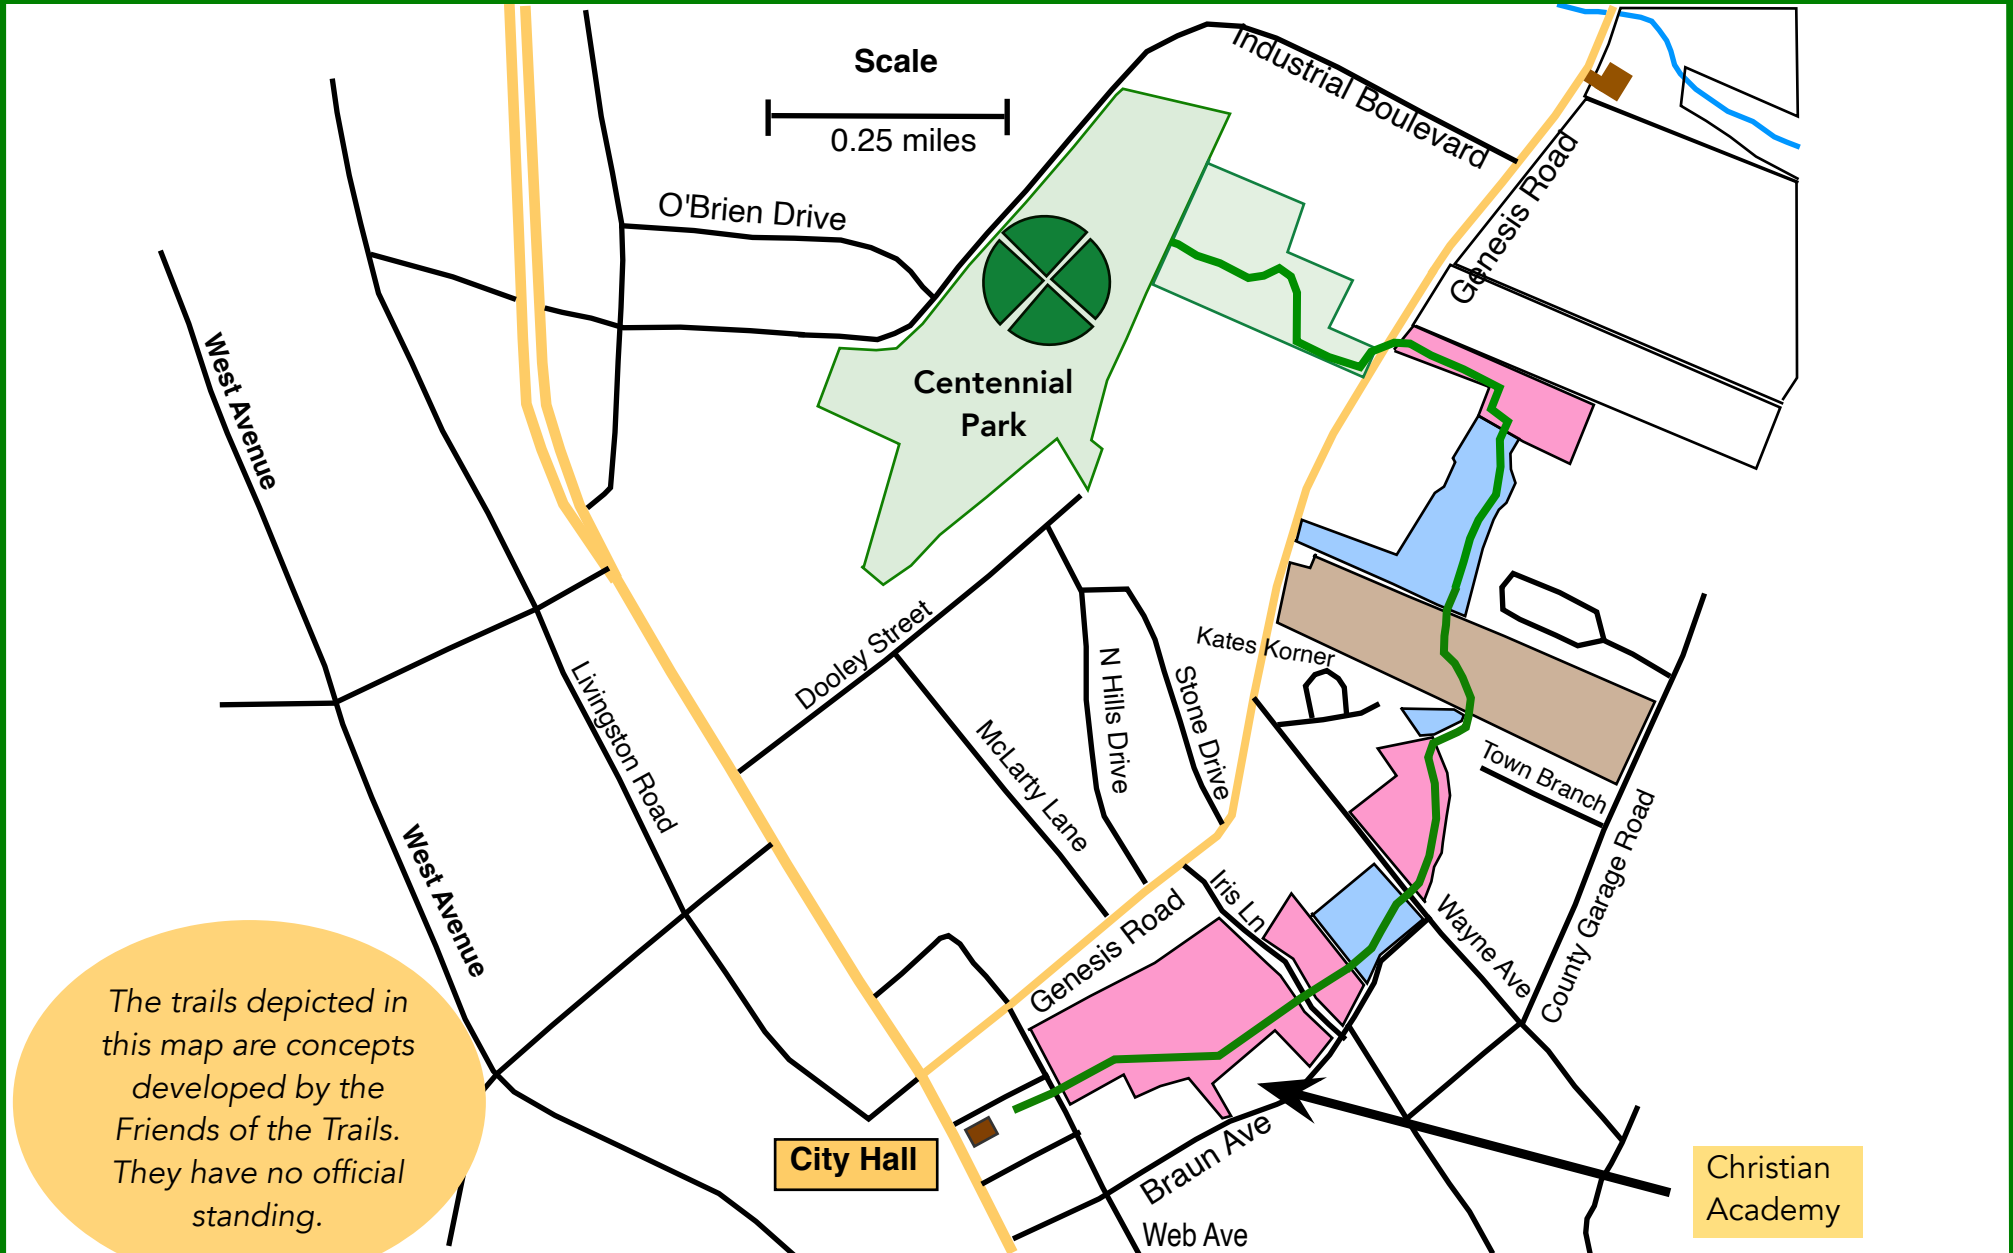 Scale
0.25 miles
Industrial Boulevard
O'Brien Drive
Genesis Road
West Avenue
Centennial
Park
Dooley Street
Kates Korner
N Hills Drive
Stone Drive
Livingston Road
McLarty Lane
Town Branch
County Garage Road
West Avenue
Iris Ln
Wayne Ave
Genesis Road
The trails depicted in
this map are concepts
developed by the
Friends of the Trails.
They have no official
standing.
City Hall
Braun Ave
Web Ave
Christian
Academy